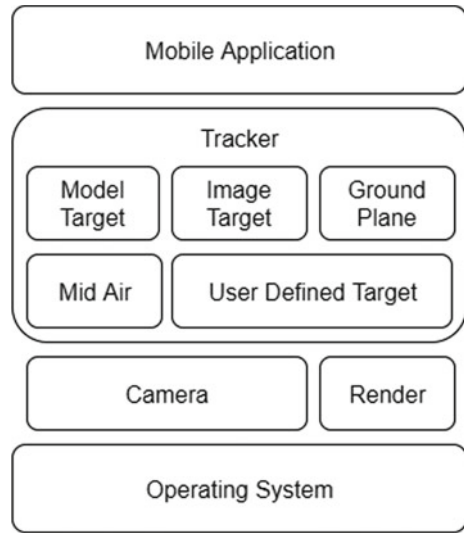 Mobile Application
Tracker
Model
Target
Image
Target
Ground
Plane
Mid Air
User Defined Target
Camera
Render
Operating System